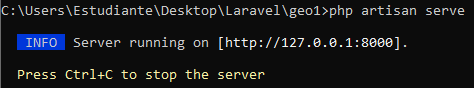 C:\Users\Estudiante\Desktop\Laravel\geo1>php artisan serve
INFO Server running on [http://127.0.0.1:8000].
Press Ctrl+C to stop the server